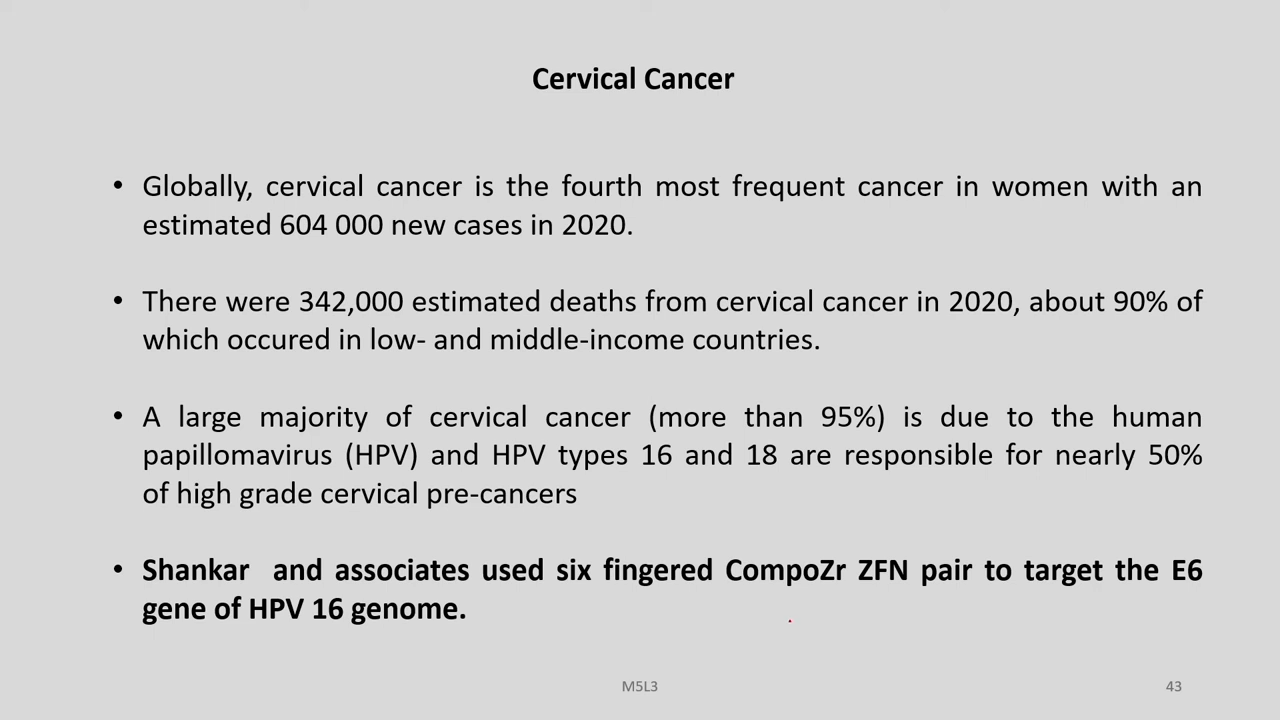 Cervical Cancer
• Globally, cervical cancer is the fourth most frequent cancer in women with an
estimated 604 000 new cases in 2020.
• There were 342,000 estimated deaths from cervical cancer in 2020, about 90% of
which occured in low- and middle-income countries.
• A large majority of cervical cancer (more than 95%) is due to the human
papillomavirus (HPV) and HPV types 16 and 18 are responsible for nearly 50%
of high grade cervical pre-cancers
• Shankar and associates used six fingered CompoZr ZFN pair to target the E6
gene of HPV 16 genome.
M5L3
43